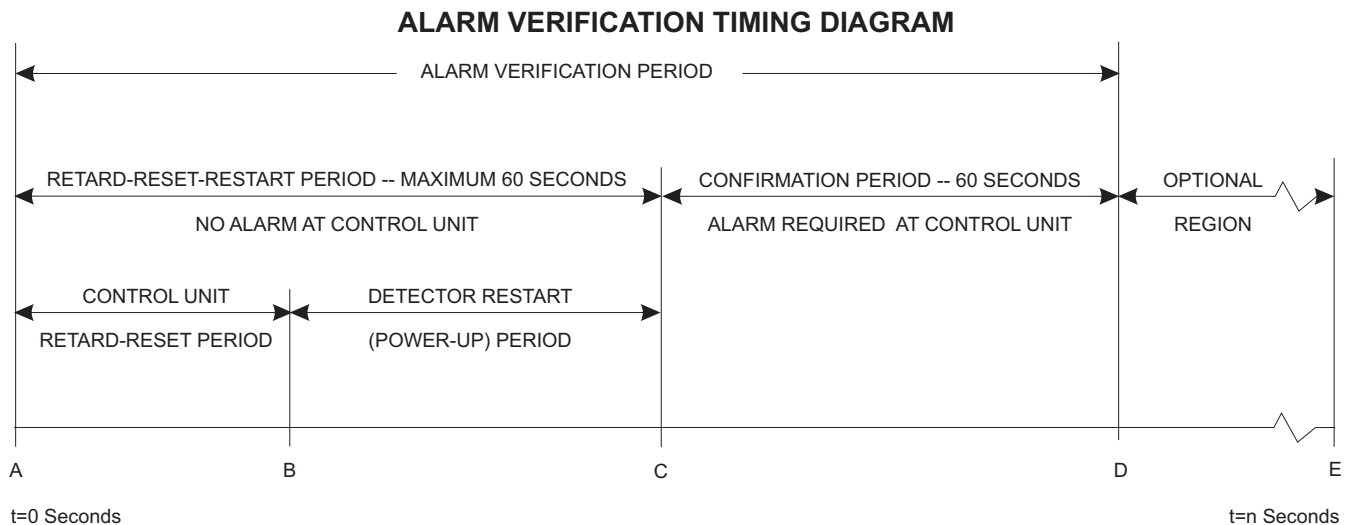 ALARM VERIFICATION TIMING DIAGRAM
ALARM VERIFICATION PERIOD
RETARD-RESET-RESTART PERIOD -- MAXIMUM 60 SECONDS
NO ALARM AT CONTROL UNIT
CONFIRMATION PERIOD -- 60 SECONDS
ALARM REQUIRED AT CONTROL UNIT
OPTIONAL
REGION
CONTROL UNIT
RETARD-RESET PERIOD
DETECTOR RESTART
(POWER-UP) PERIOD
A
B
C
D
E
t=0 Seconds
t=n Seconds